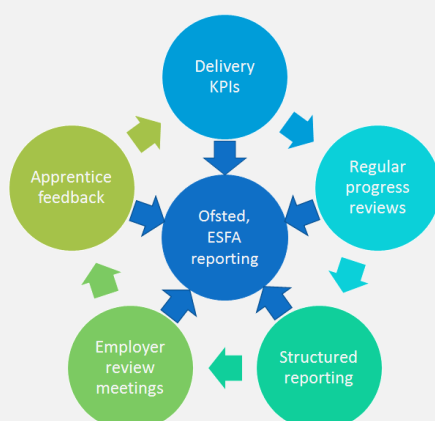 Delivery
KPIs
Regular
progress
reviews
Structured
reporting
Employer
review
meetings
Apprentice
feedback
Ofsted,
ESFA
reporting